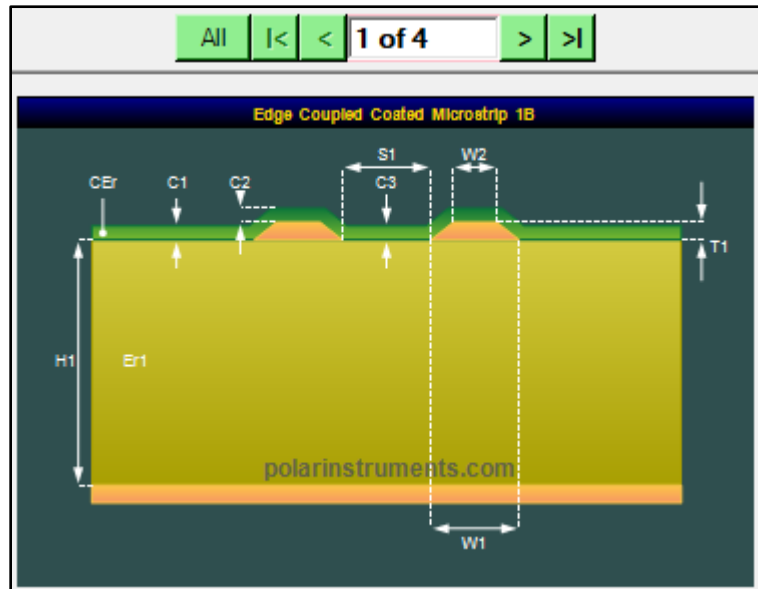 All |< < 1 of 4 > >|
Edge Coupled Coated Microstrip 1B
S1 W2
CEr C1 C2 C3
T1
H1 Er1
polarinstruments.com
W1